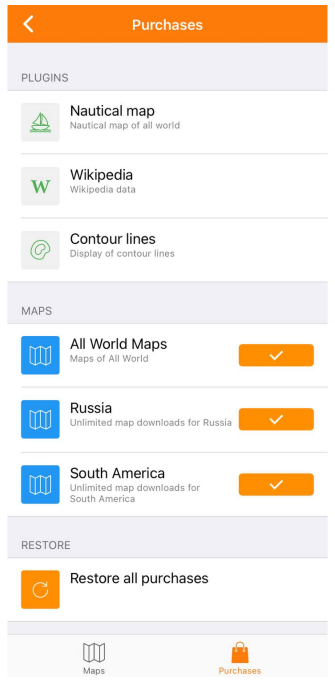 Purchases
PLUGINS
Nautical map
Nautical map of all world
W
Wikipedia
Wikipedia data
Contour lines
Display of contour lines
MAPS
All World Maps
Maps of All World
Russia
Unlimited map downloads for Russia
South America
Unlimited map downloads for
South America
RESTORE
Restore all purchases
Maps
Purchases